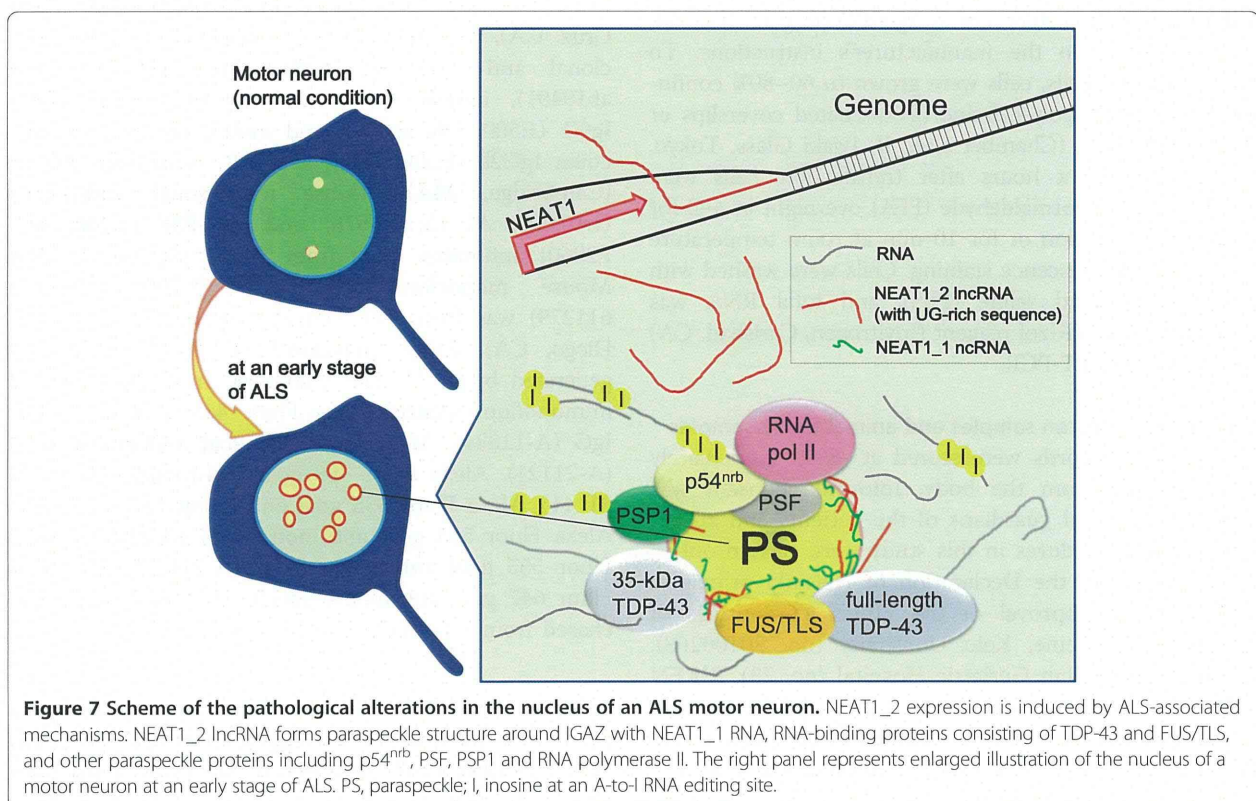 Motor neuron
(normal condition)
at an early stage
of ALS
Genome
NEAT1
RNA
NEAT1_2 lncRNA
(with UG-rich sequence)
NEAT1_1 ncRNA
I I I I
I I
I I I
I I I
I I I I
RNA
pol II
p54nrb
PSF
PSP1
PS
35-kDa
TDP-43
FUS/TLS
full-length
TDP-43
Figure 7 Scheme of the pathological alterations in the nucleus of an ALS motor neuron. NEAT1_2 expression is induced by ALS-associated
mechanisms. NEAT1_2 lncRNA forms paraspeckle structure around IGAZ with NEAT1_1 RNA, RNA-binding proteins consisting of TDP-43 and FUS/TLS,
and other paraspeckle proteins including p54nrb, PSF, PSP1 and RNA polymerase II. The right panel represents enlarged illustration of the nucleus of a
motor neuron at an early stage of ALS. PS, paraspeckle; I, inosine at an A-to-I RNA editing site.